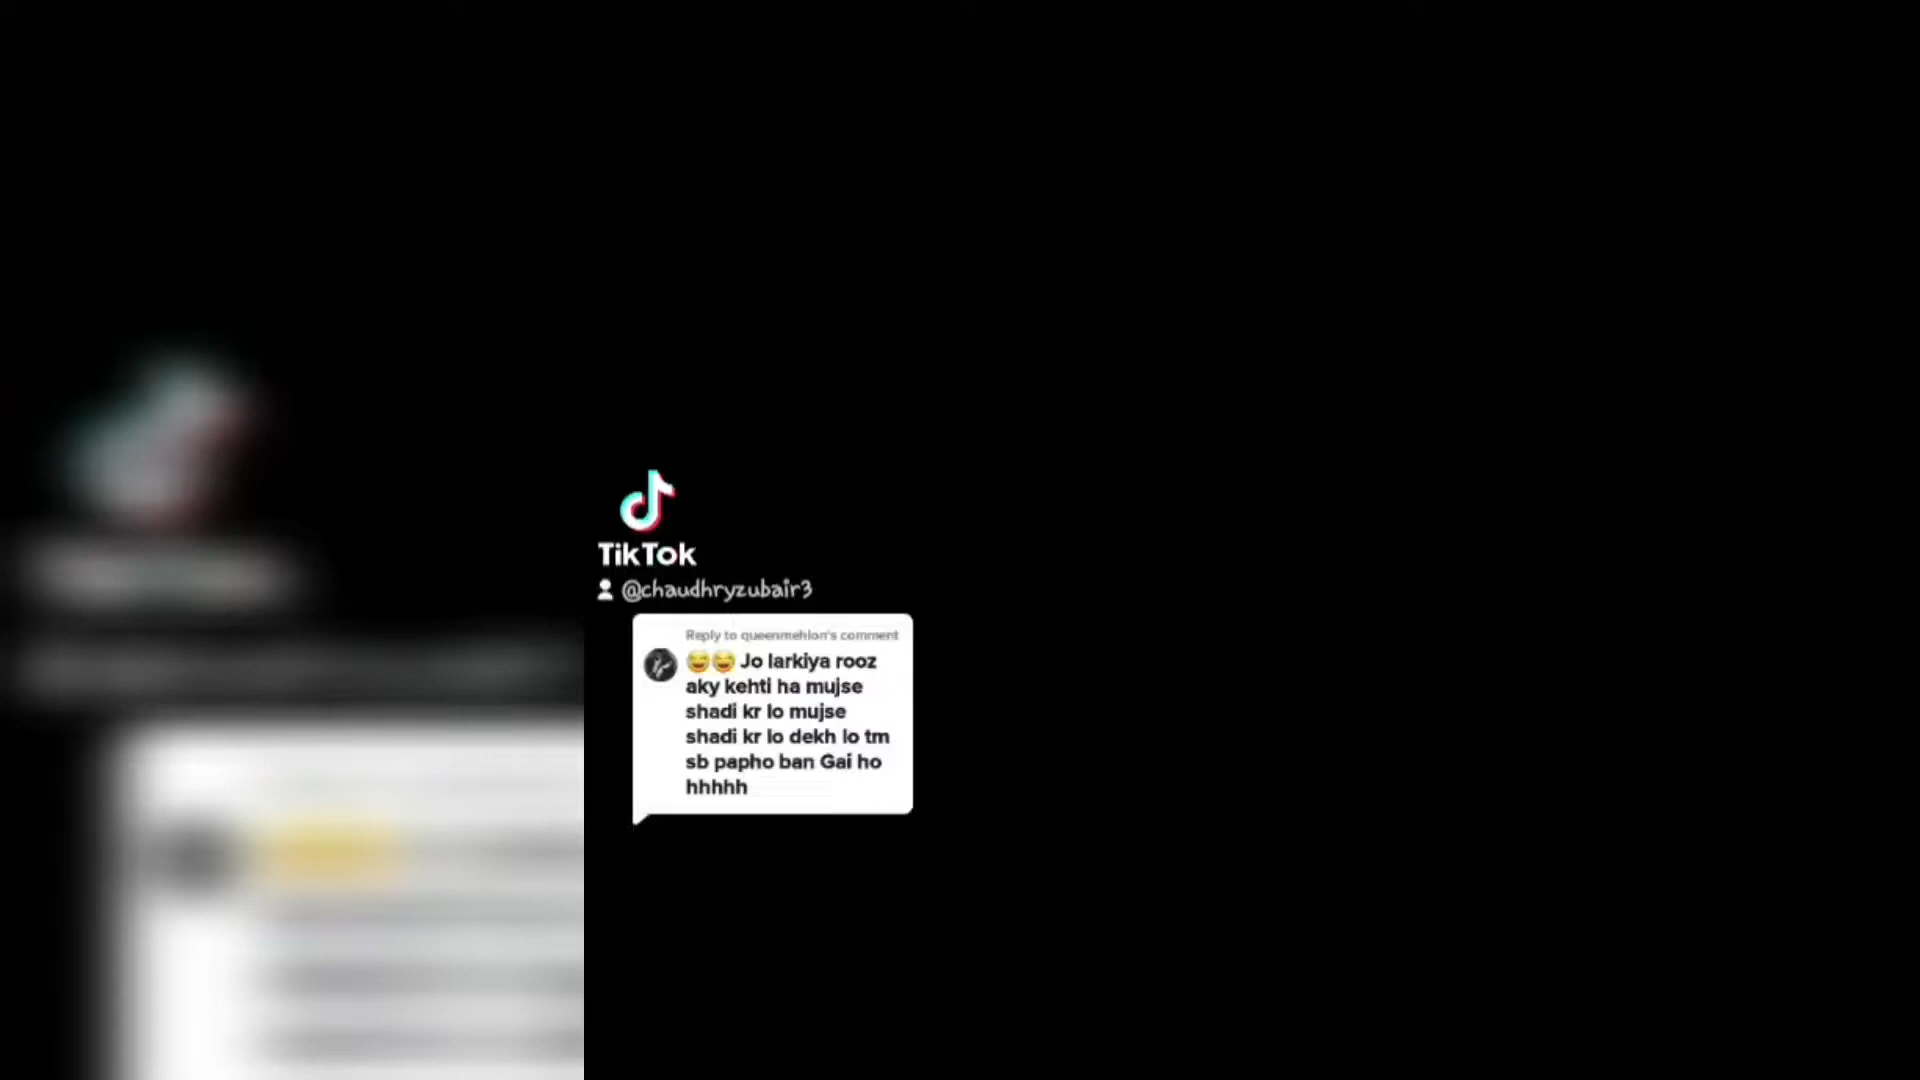 TikTok
@chaudhryzubair3
Reply to queenmehlon's comment
😅😅 Jo larkiya rooz
aky kehti ha mujse
shadi kr lo mujse
shadi kr lo dekh lo tm
sb papho ban Gai ho
hhhhh